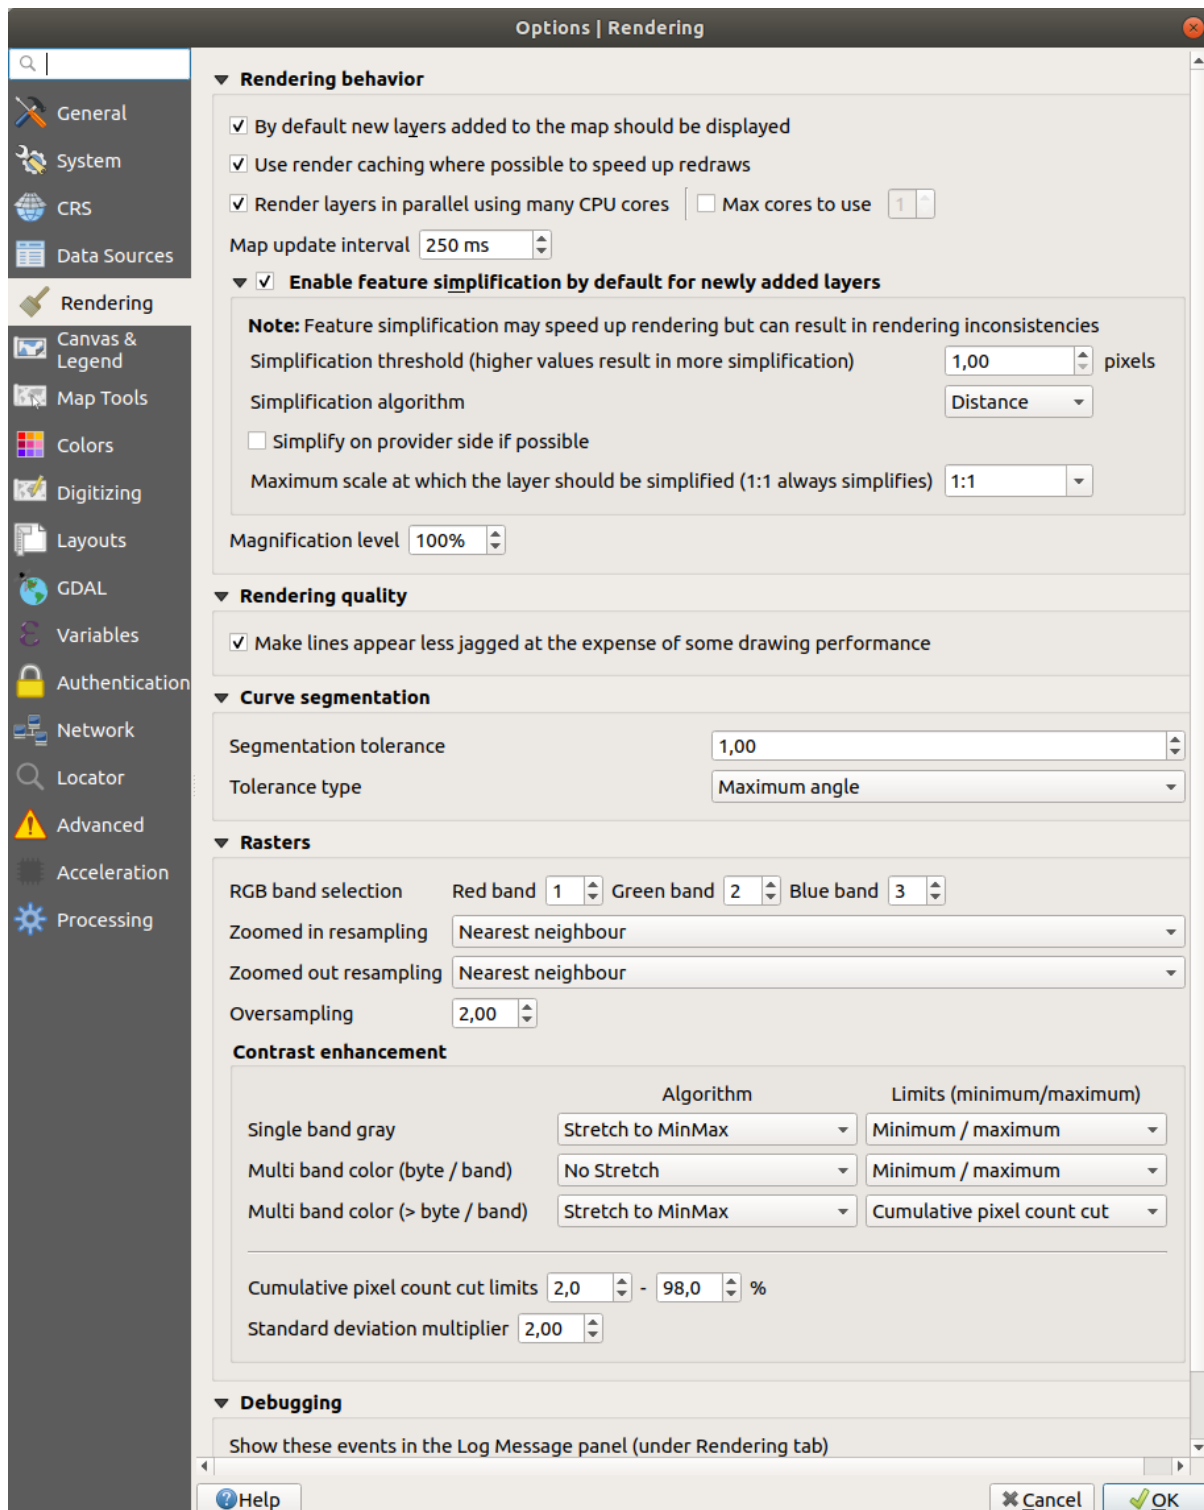 Options | Rendering
General
System
CRS
Data Sources
Rendering
Canvas &
Legend
Map Tools
Colors
Digitizing
Layouts
GDAL
Variables
Authentication
Network
Locator
Advanced
Acceleration
Processing
Rendering behavior
By default new layers added to the map should be displayed
Use render caching where possible to speed up redraws
Render layers in parallel using many CPU cores Max cores to use 1
Map update interval 250 ms
Enable feature simplification by default for newly added layers
Note: Feature simplification may speed up rendering but can result in rendering inconsistencies
Simplification threshold (higher values result in more simplification) 1,00 pixels
Simplification algorithm Distance
Simplify on provider side if possible
Maximum scale at which the layer should be simplified (1:1 always simplifies) 1:1
Magnification level 100%
Rendering quality
Make lines appear less jagged at the expense of some drawing performance
Curve segmentation
Segmentation tolerance 1,00
Tolerance type Maximum angle
Rasters
RGB band selection Red band 1 Green band 2 Blue band 3
Zoomed in resampling Nearest neighbour
Zoomed out resampling Nearest neighbour
Oversampling 2,00
Contrast enhancement
Algorithm Limits (minimum/maximum)
Single band gray Stretch to MinMax Minimum / maximum
Multi band color (byte / band) No Stretch Minimum / maximum
Multi band color (> byte / band) Stretch to MinMax Cumulative pixel count cut
Cumulative pixel count cut limits 2,0 - 98,0 %
Standard deviation multiplier 2,00
Debugging
Show these events in the Log Message panel (under Rendering tab)
Help Cancel OK